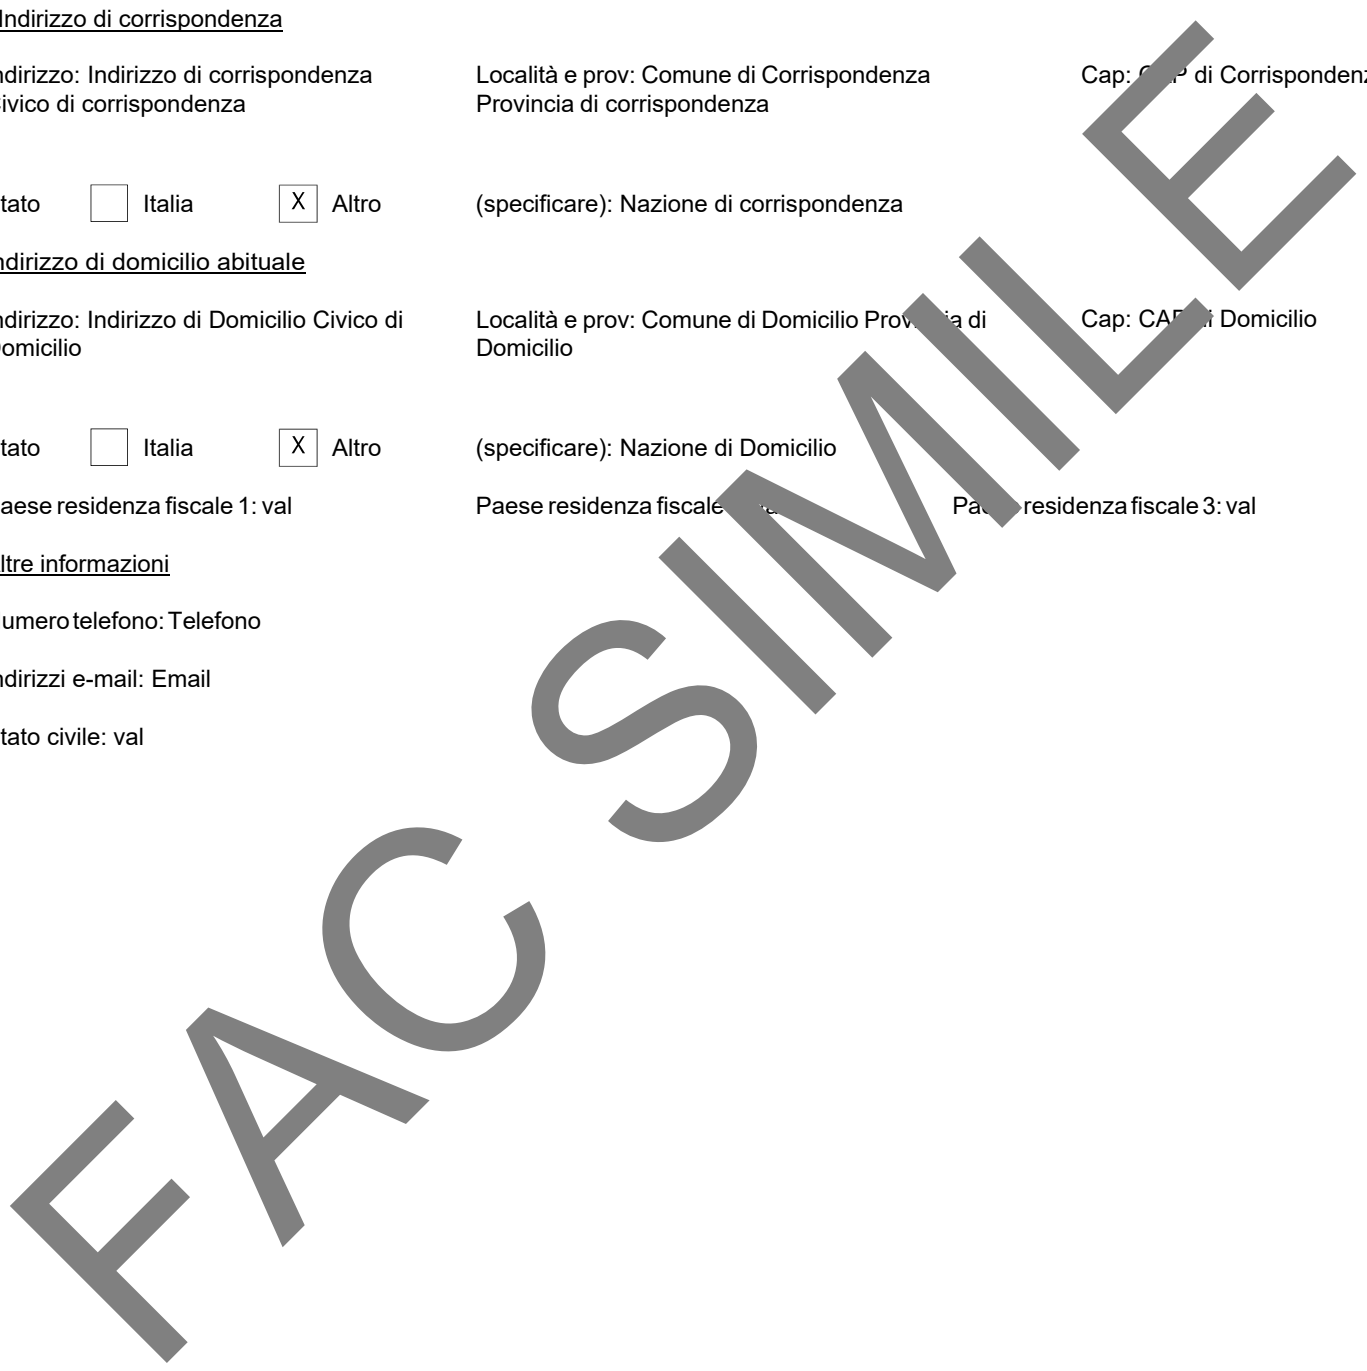 Indirizzo di corrispondenza
ndirizzo: Indirizzo di corrispondenza Località e prov: Comune di Corrispondenza Cap: di Corrispondenz
ivico di corrispondenza Provincia di corrispondenza
tato Italia X Altro (specificare): Nazione di corrispondenza
ndirizzo di domicilio abituale
ndirizzo: Indirizzo di Domicilio Civico di Località e prov: Comune di Domicilio Provincia di Cap: CAP di Domicilio
omicilio Domicilio
tato Italia X Altro (specificare): Nazione di Domicilio
aese residenza fiscale 1: val Paese residenza fiscale residenza fiscale 3: val
ltre informazioni
umero telefono: Telefono
ndirizzi e-mail: Email
tato civile: val
FAC SIMILE